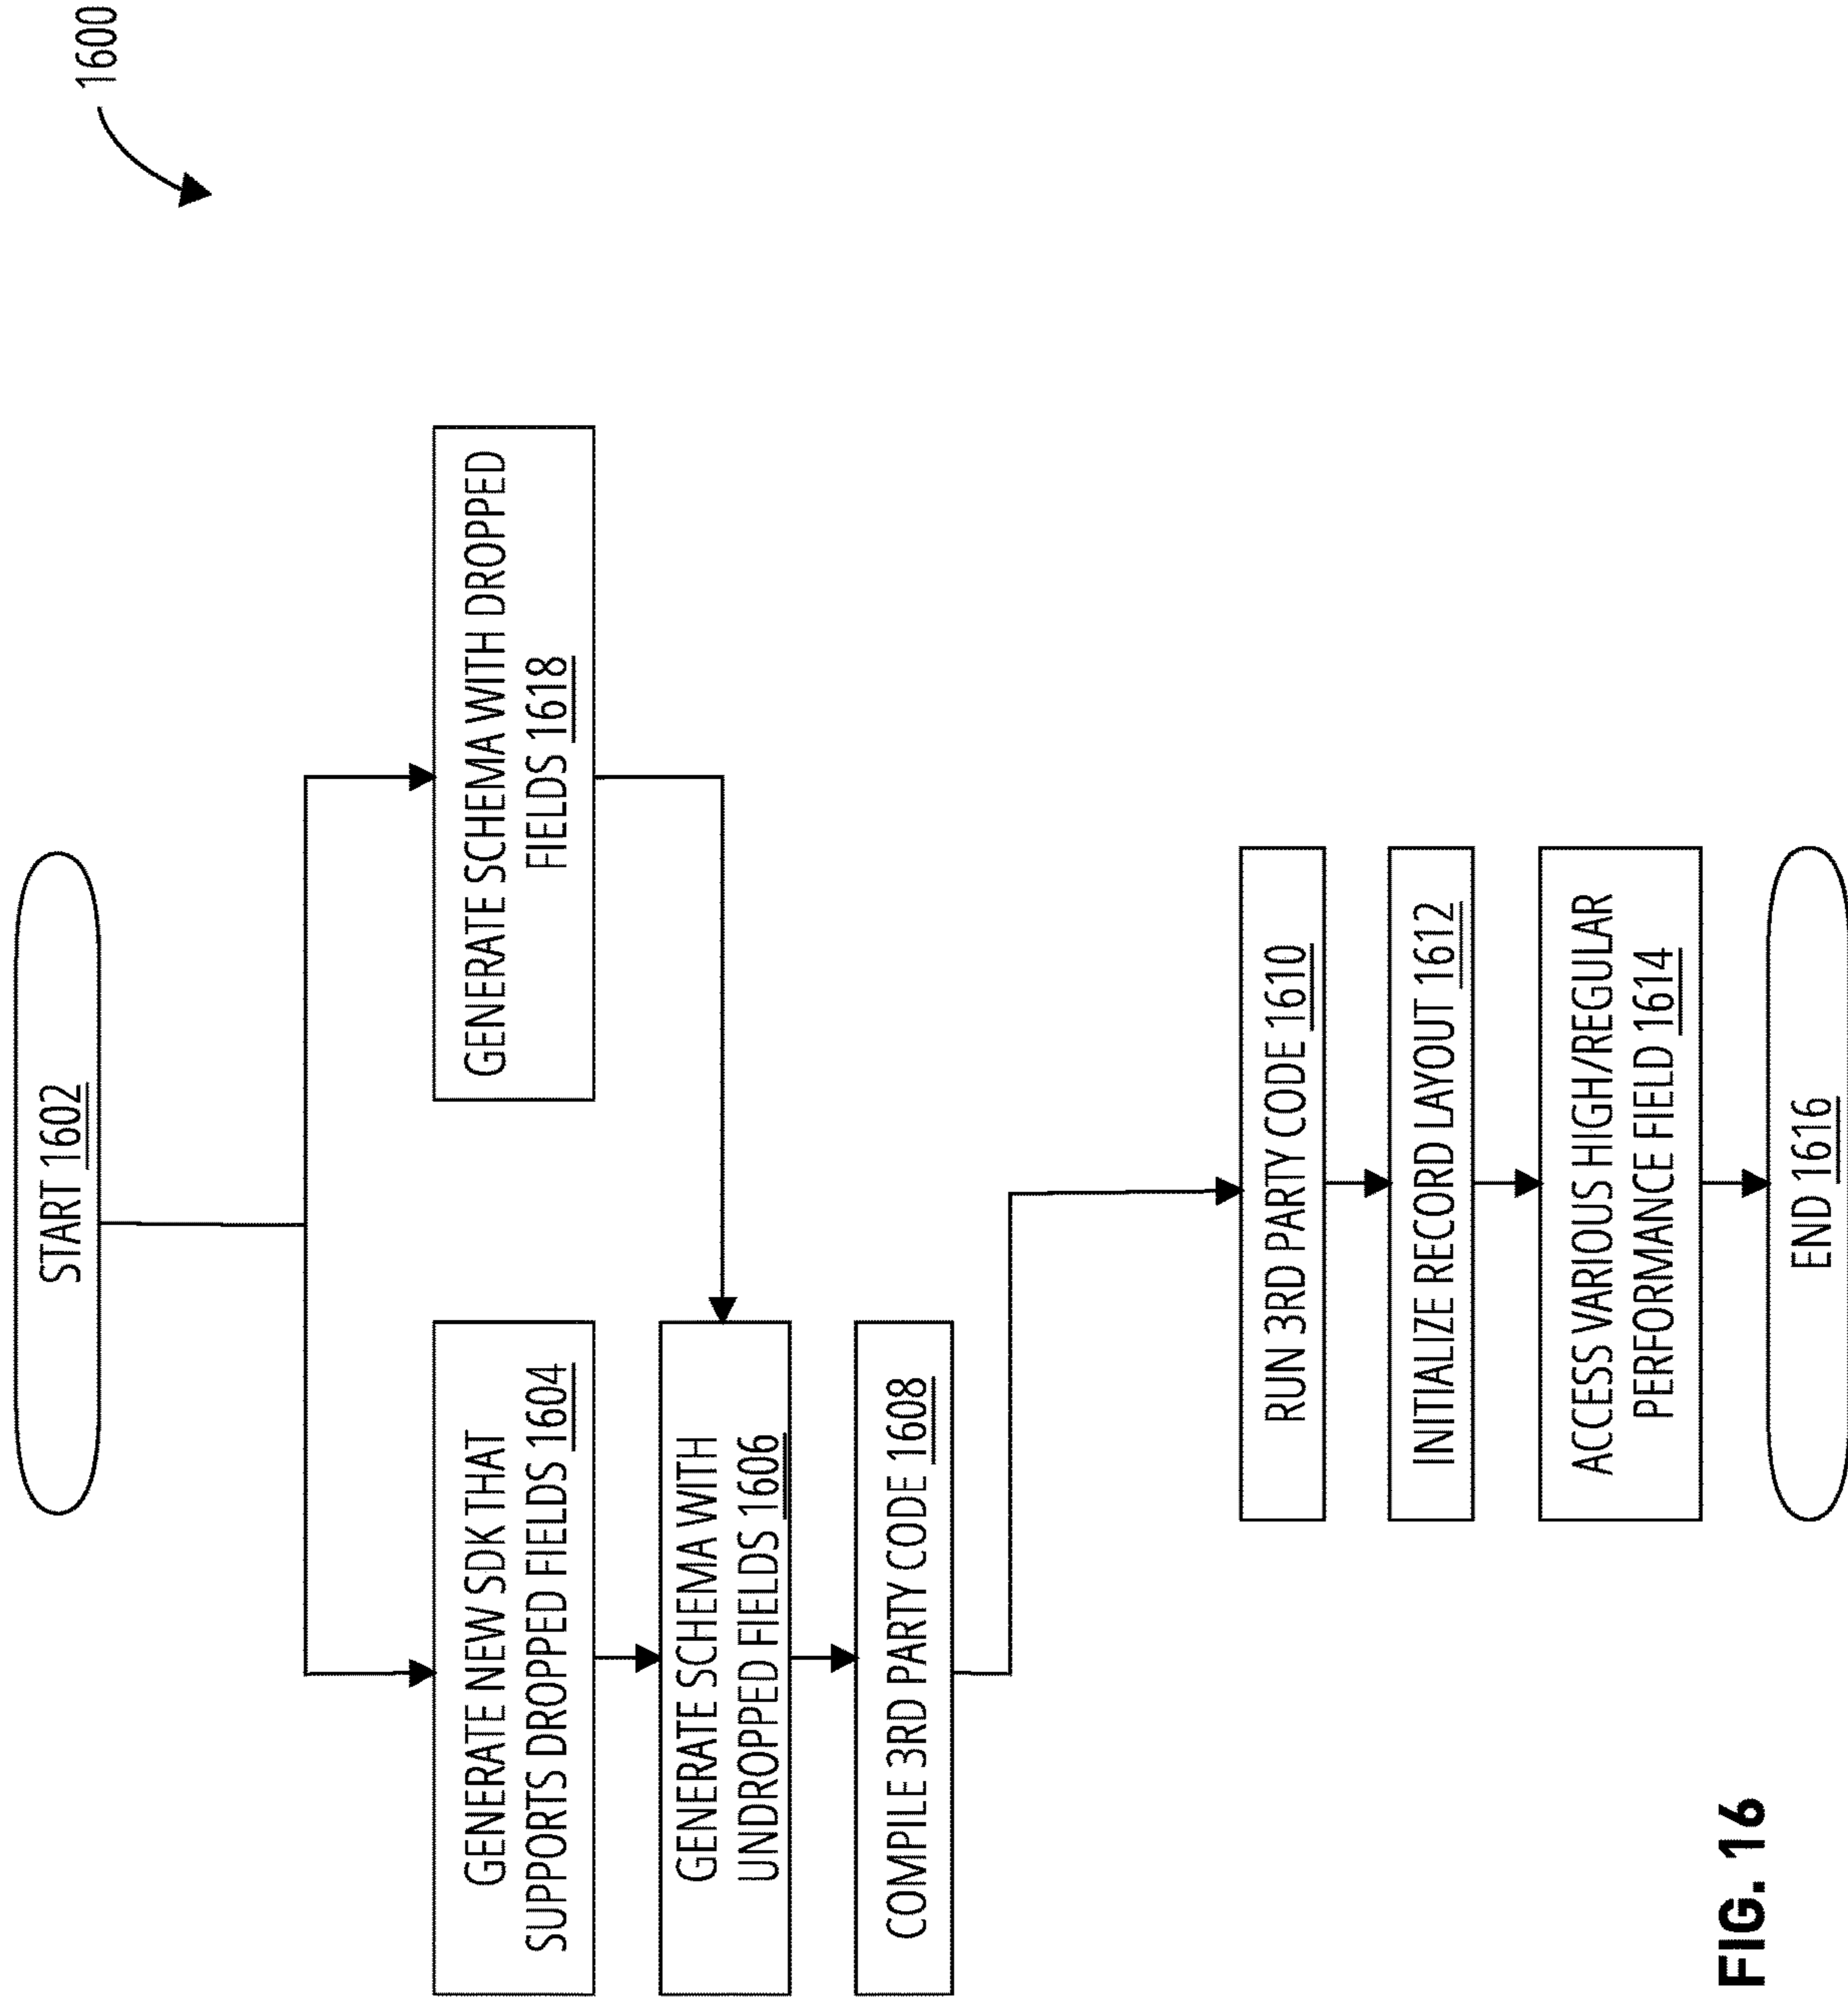 1600
START 1602
GENERATE NEW SDK THAT
SUPPORTS DROPPED FIELDS 1604
GENERATE SCHEMA WITH DROPPED
FIELDS 1618
GENERATE SCHEMA WITH
UNDROPPED FIELDS 1606
COMPILE 3RD PARTY CODE 1608
RUN 3RD PARTY CODE 1610
INITIALIZE RECORD LAYOUT 1612
ACCESS VARIOUS HIGH/REGULAR
PERFORMANCE FIELD 1614
END 1616
FIG. 16